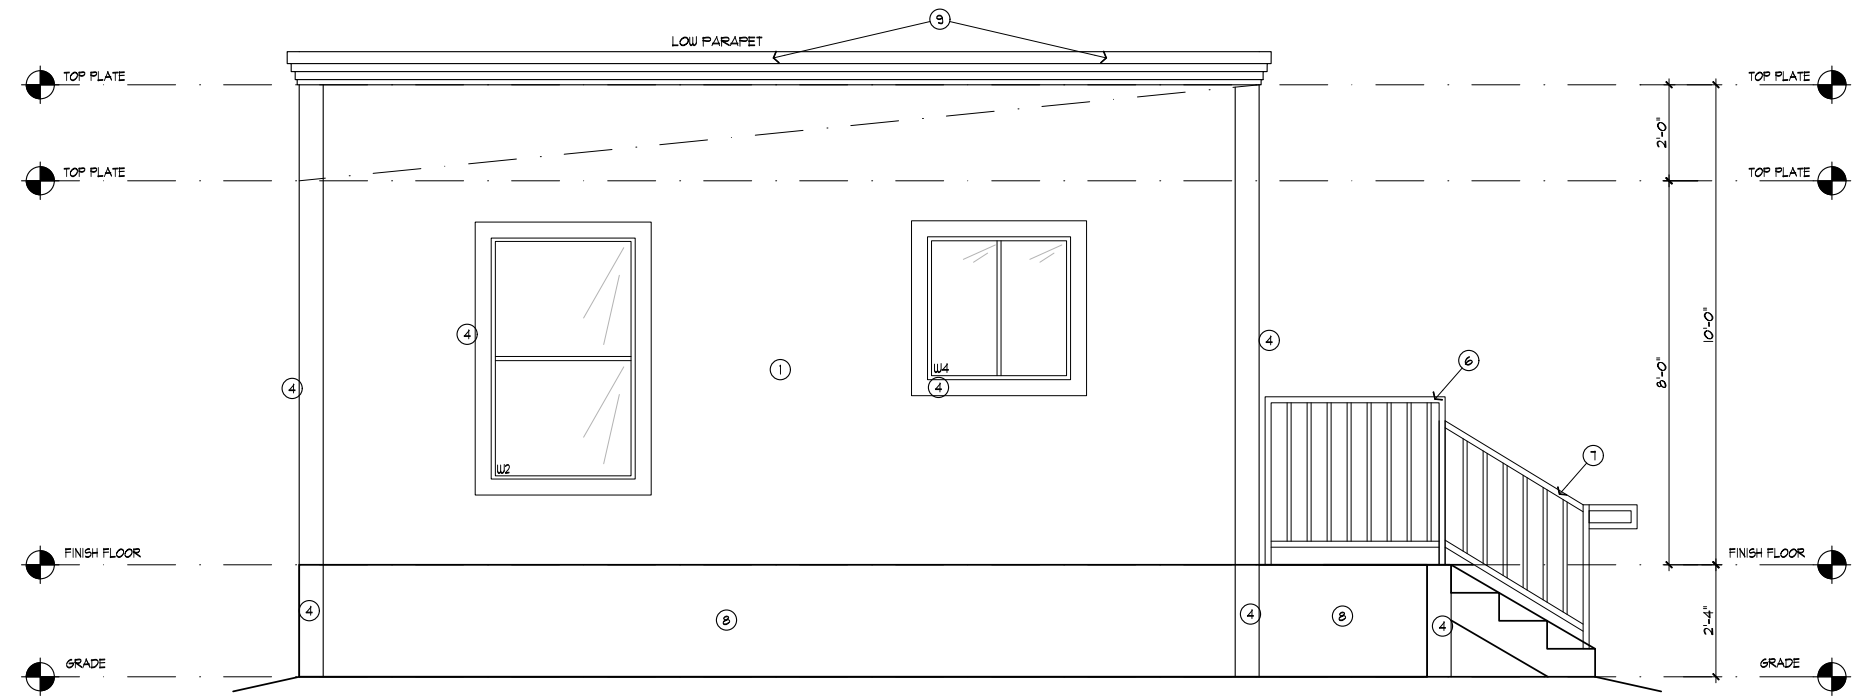 9
LOW PARAPET
TOP PLATE
TOP PLATE
2'-0"
TOP PLATE
TOP PLATE
4
4
4
6
10'-0"
1
W4
8'-0"
4
4
7
W2
FINISH FLOOR
FINISH FLOOR
4
8
4
8
4
2'-4"
GRADE
GRADE